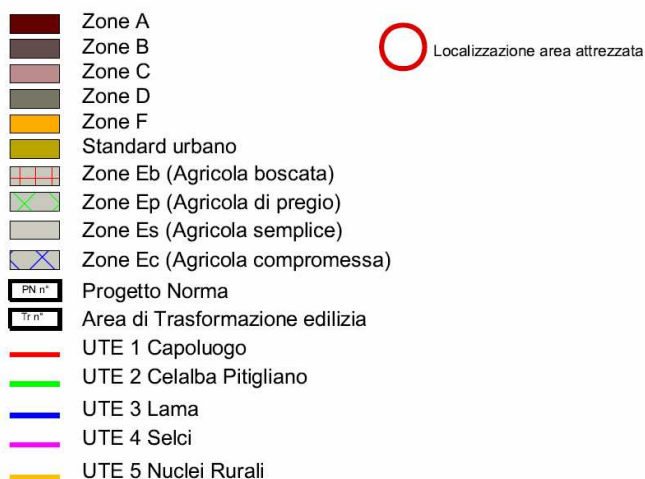 Zone A
Zone B
Zone C
Zone D
Zone F
Standard urbano
Zone Eb (Agricola boscata)
Zone Ep (Agricola di pregio)
Zone Es (Agricola semplice)
Zone Ec (Agricola compromessa)
PN n° Progetto Norma
Tr n° Area di Trasformazione edilizia
UTE 1 Capoluogo
UTE 2 Celalba Pitigliano
UTE 3 Lama
UTE 4 Selci
UTE 5 Nuclei Rurali
Localizzazione area attrezzata